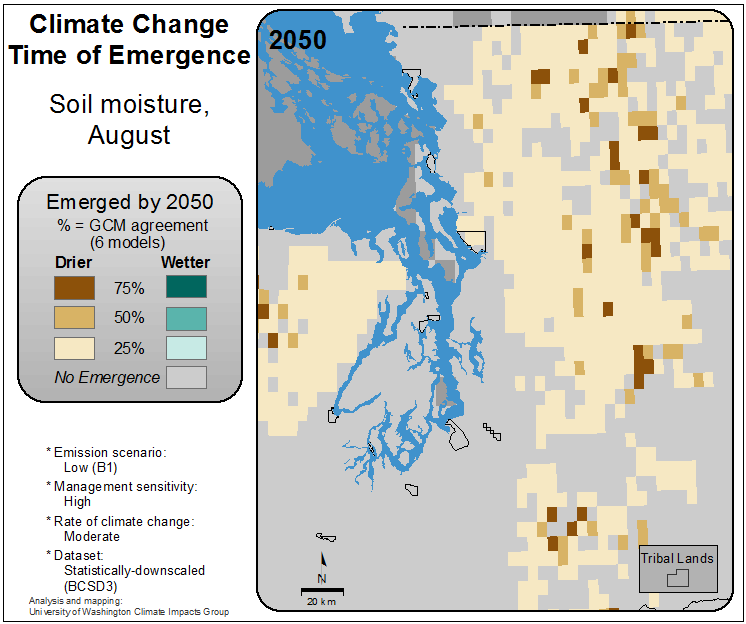 Climate Change
Time of Emergence
Soil moisture,
August
Emerged by 2050
% = GCM agreement
(6 models)
Drier Wetter
75%
50%
25%
No Emergence
* Emission scenario:
Low (B1)
* Management sensitivity:
High
* Rate of climate change:
Moderate
* Dataset:
Statistically-downscaled
(BCSD3)
Analysis and mapping:
University of Washington Climate Impacts Group
2050
N
20 km
Tribal Lands